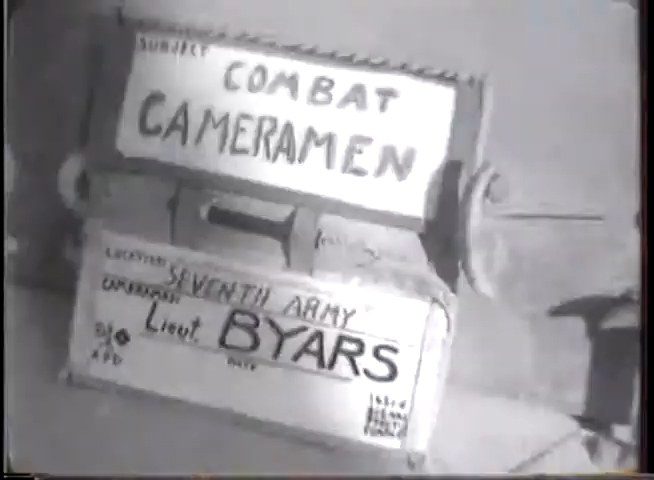 SUBJECT
COMBAT
CAMERAMEN
LOCATION
SEVENTH ARMY
CAMERAMAN
Lieut. BYARS
DATE